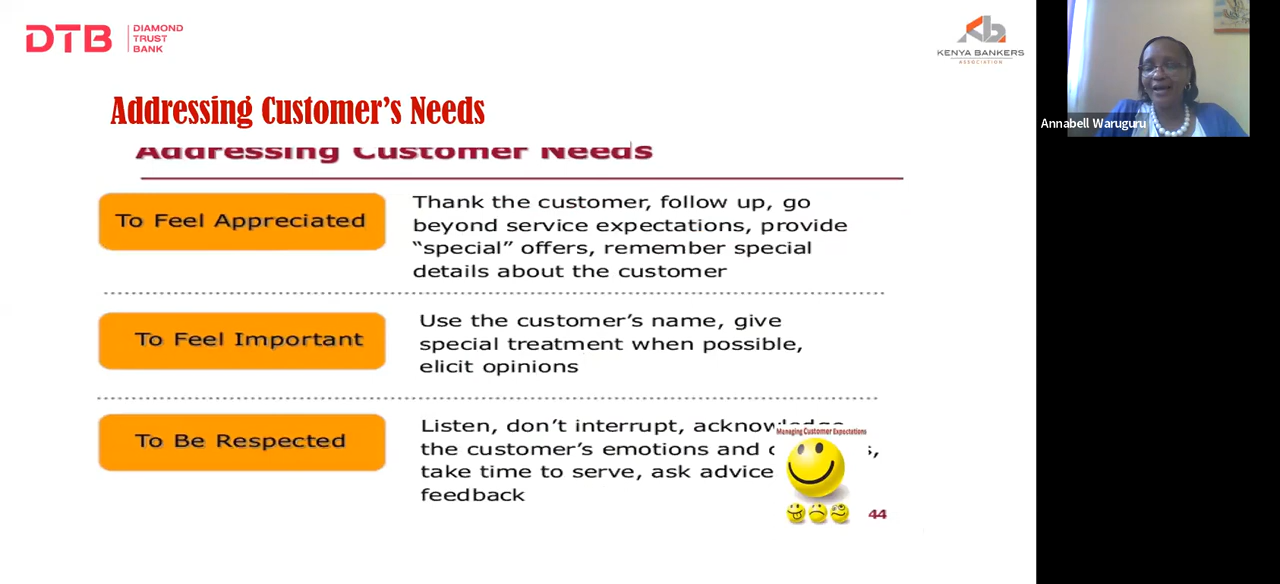 DTB
DIAMOND
TRUST
BANK
KENYA BANKERS
ASSOCIATION
Annabell Waruguru
Addressing Customer's Needs
Addressing Customer Needs
To Feel Appreciated
Thank the customer, follow up, go
beyond service expectations, provide
“special” offers, remember special
details about the customer
To Feel Important
Use the customer’s name, give
special treatment when possible,
elicit opinions
To Be Respected
Listen, don’t interrupt, acknowledge
the customer’s emotions and
take time to serve, ask advice
feedback
Managing Customer Expectations
44